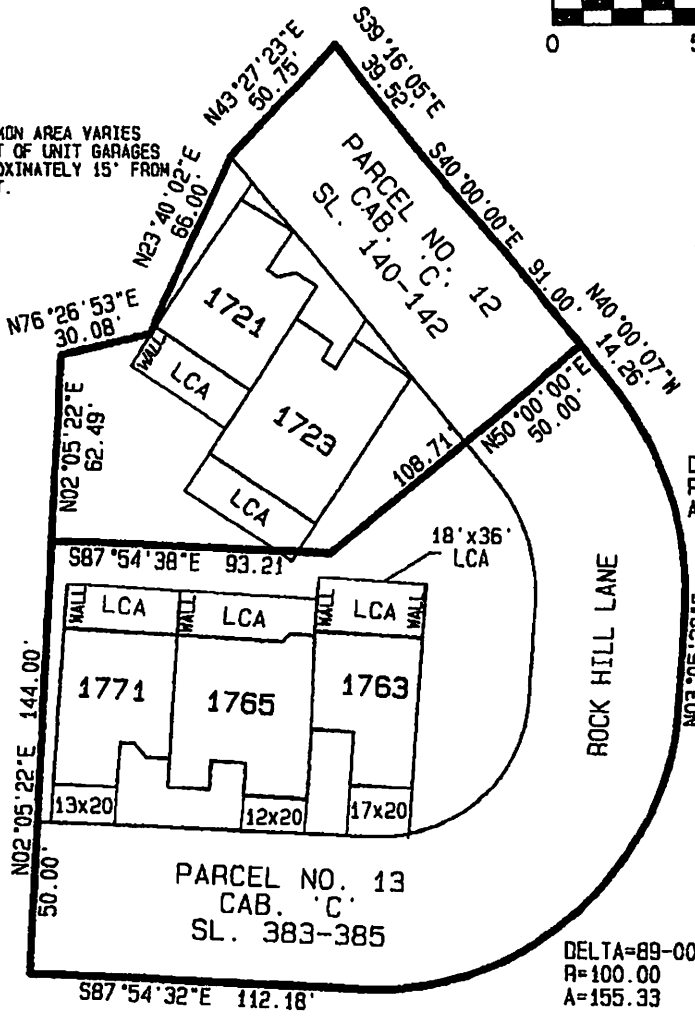 0
S39°16'05"E
39.52'
N43°27'23"E
50.75'
AREA VARIES
OF UNIT GARAGES
15' FROM
N23°40'02"E
66.00'
PARCEL NO. 12
CAB. 'C'
SL. 140-142
S40°00'00"E 91.00'
N40°00'07"W
14.26'
N76°26'53"E
30.08'
1721
WALL
LCA
1723
LCA
N50°00'00"E
50.00'
108.71'
N02°05'22"E
62.49'
S87°54'38"E 93.21'
18'x36'
LCA
WALL
LCA
WALL
LCA
WALL
LCA
WALL
1771
1765
1763
ROCK HILL LANE
13x20
12x20
17x20
N02°05'22"E 144.00'
50.00'
PARCEL NO. 13
CAB. 'C'
SL. 383-385
S87°54'32"E 112.18'
DELTA=89-00
R=100.00
A=155.33